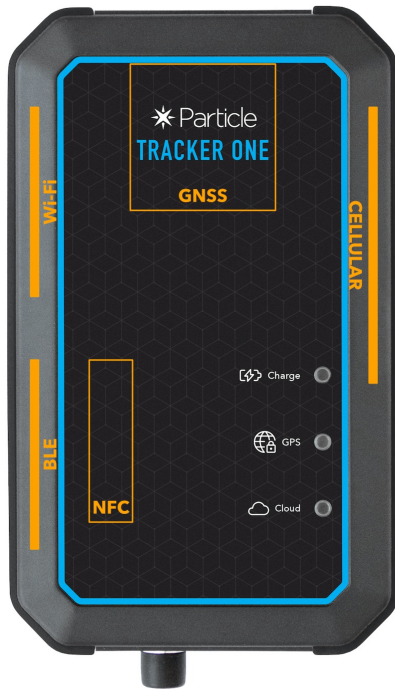 Particle
TRACKER ONE
GNSS
Wi-Fi
CELLULAR
Charge
GPS
BLE
NFC
Cloud